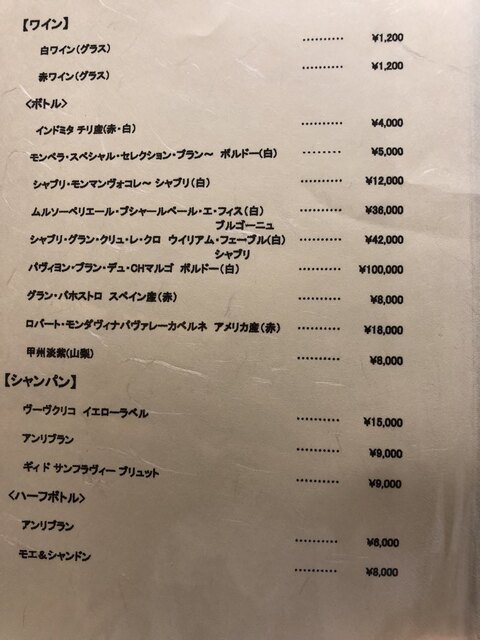 【ワイン】
白ワイン(グラス) ・・・・・・・・・・ ¥1,200
赤ワイン(グラス) ・・・・・・・・・・ ¥1,200
<ボトル>
インドミタ チリ産(赤・白) ・・・・・・・・・・ ¥4,000
モンペラ・スペシャル・セレクション・ブラン～ ボルドー(白) ・・・・・・・・ ¥5,000
シャブリ・モンマンヴォコレ～ シャブリ(白) ・・・・・・・・・・ ¥12,000
ムルソーペリエール・ブシャールペール・エ・フィス(白) ・・・・・・・・・・ ¥36,000
ブルゴーニュ
シャブリ・グラン・クリュ・レ・クロ ウイリアム・フェーブル(白) ・・・・・・・・・・ ¥42,000
シャブリ
パヴィヨン・ブラン・デュ・CHマルゴ ボルドー(白) ・・・・・・・・・・ ¥100,000
グラン・バホストロ スペイン産(赤) ・・・・・・・・・・ ¥8,000
ロバート・モンダヴィナパヴァレーカベルネ アメリカ産(赤) ・・・・・・・・・・ ¥18,000
甲州淡紫(山梨) ・・・・・・・・・・ ¥8,000
【シャンパン】
ヴーヴクリコ イエローラベル ・・・・・・・・・・ ¥15,000
アンリブラン ・・・・・・・・・・ ¥9,000
ギィド サンフラヴィー ブリュット ・・・・・・・・・・ ¥9,000
<ハーフボトル>
アンリブラン ・・・・・・・・・・ ¥6,000
モエ&シャンドン ・・・・・・・・・・ ¥8,000